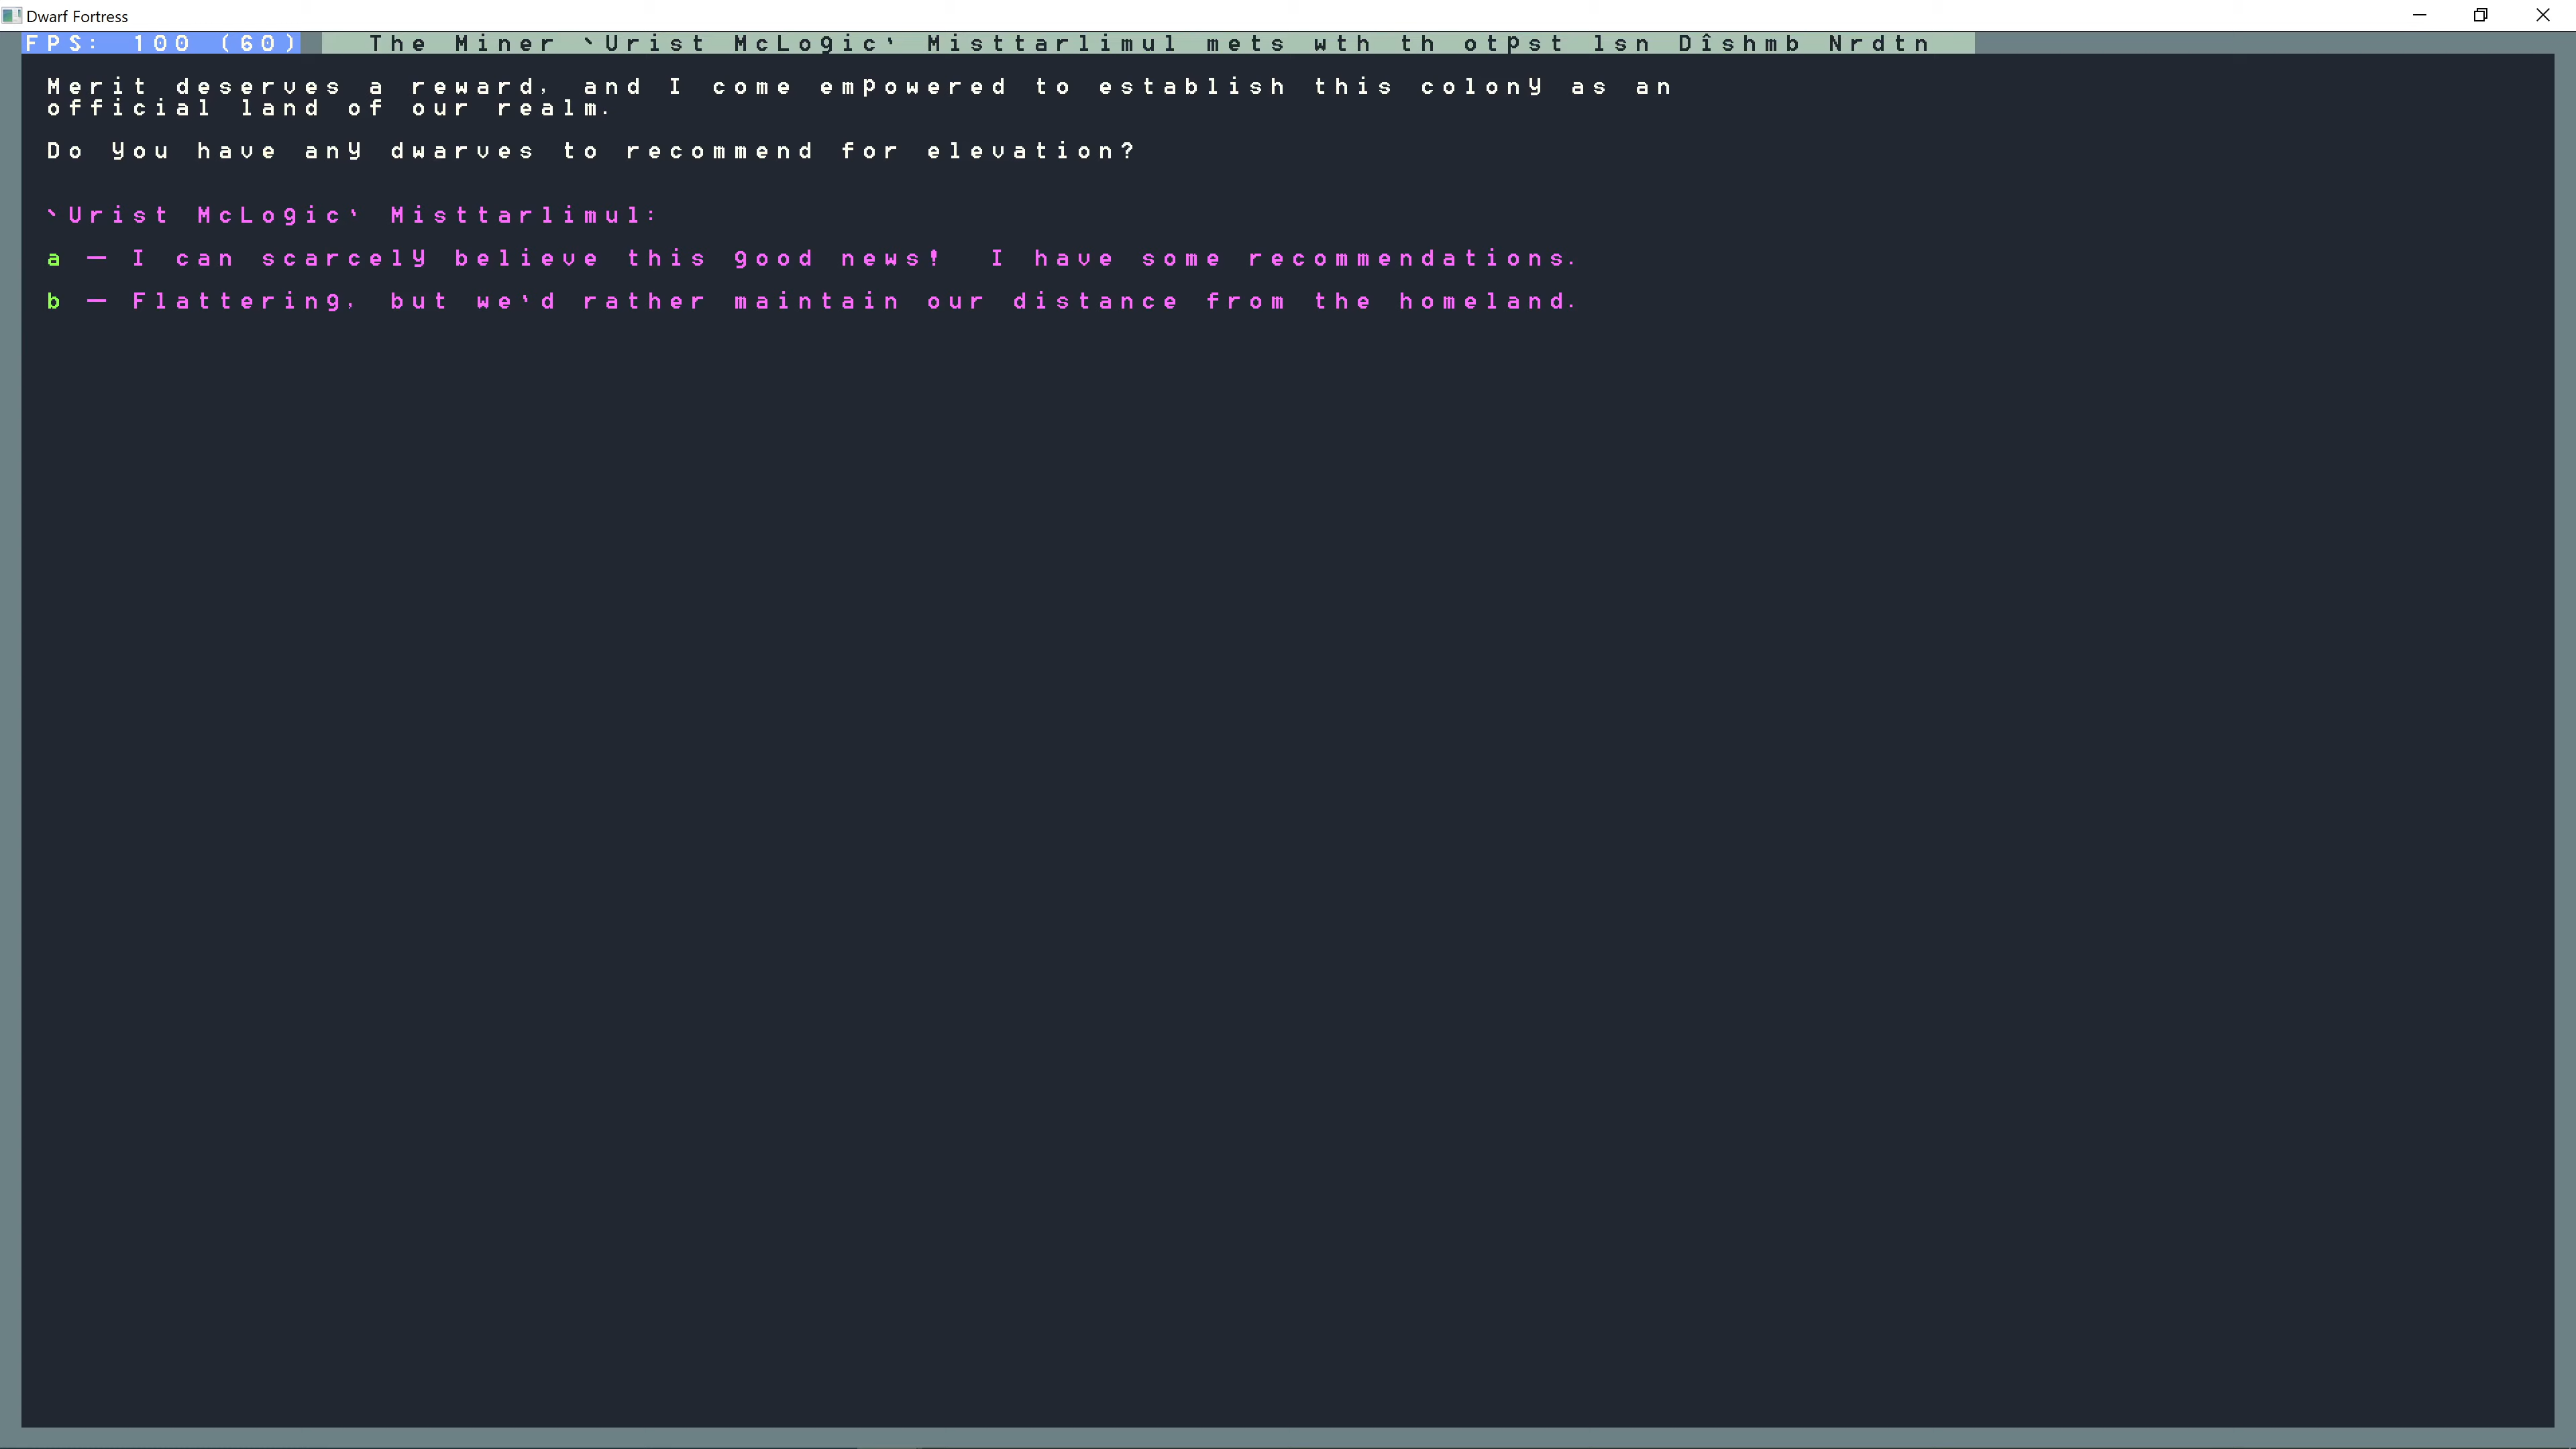 Dwarf Fortress
FPS: 100 (60) The Miner `Urist McLogic' Misttarlimul mets wth th otpst lsn Dîshmb Nrdtn
Merit deserves a reward, and I come empowered to establish this colony as an
official land of our realm.
Do you have any dwarves to recommend for elevation?
`Urist McLogic' Misttarlimul:
a — I can scarcely believe this good news! I have some recommendations.
b — Flattering, but we'd rather maintain our distance from the homeland.